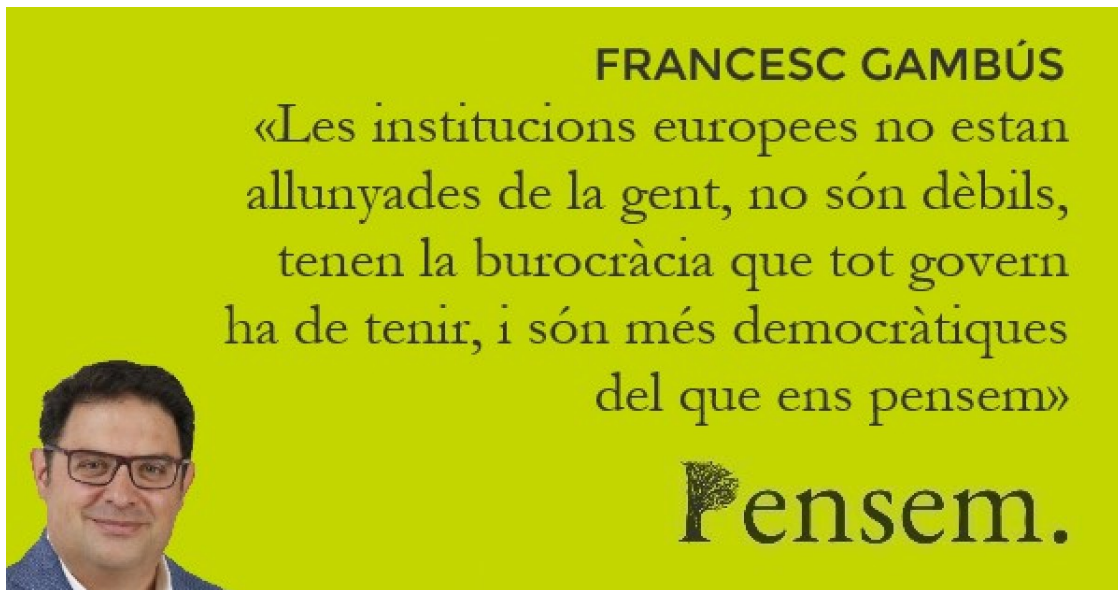 FRANCESC GAMBÚS
«Les institucions europees no estan
allunyades de la gent, no són dèbils,
tenen la burocràcia que tot govern
ha de tenir, i són més democràtiques
del que ens pensem»
Pensem.